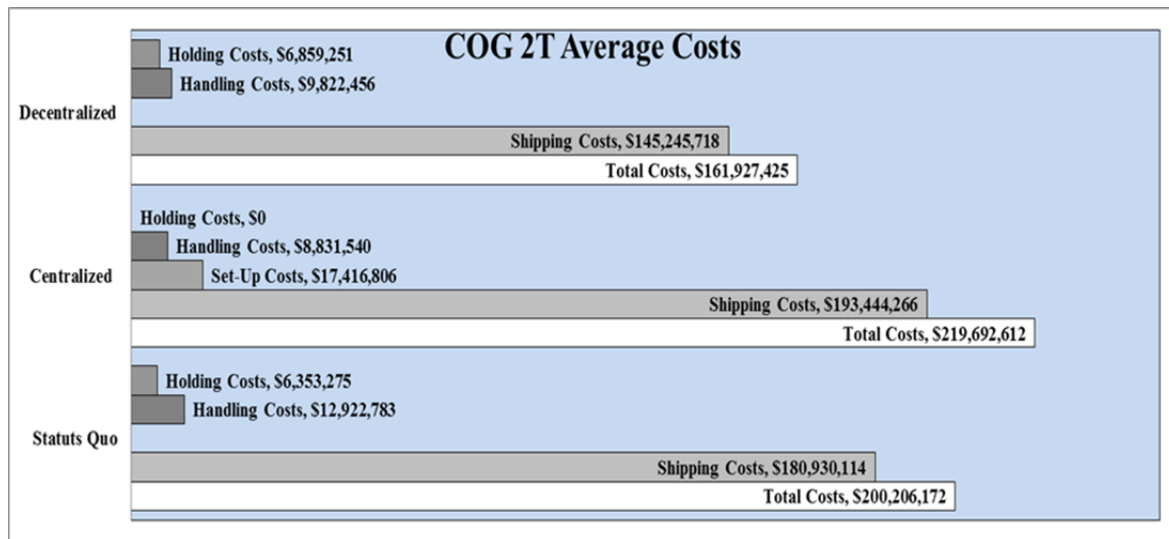 COG 2T Average Costs
Decentralized
Holding Costs, $6,859,251
Handling Costs, $9,822,456
Shipping Costs, $145,245,718
Total Costs, $161,927,425
Centralized
Holding Costs, $0
Handling Costs, $8,831,540
Set-Up Costs, $17,416,806
Shipping Costs, $193,444,266
Total Costs, $219,692,612
Statuts Quo
Holding Costs, $6,353,275
Handling Costs, $12,922,783
Shipping Costs, $180,930,114
Total Costs, $200,206,172